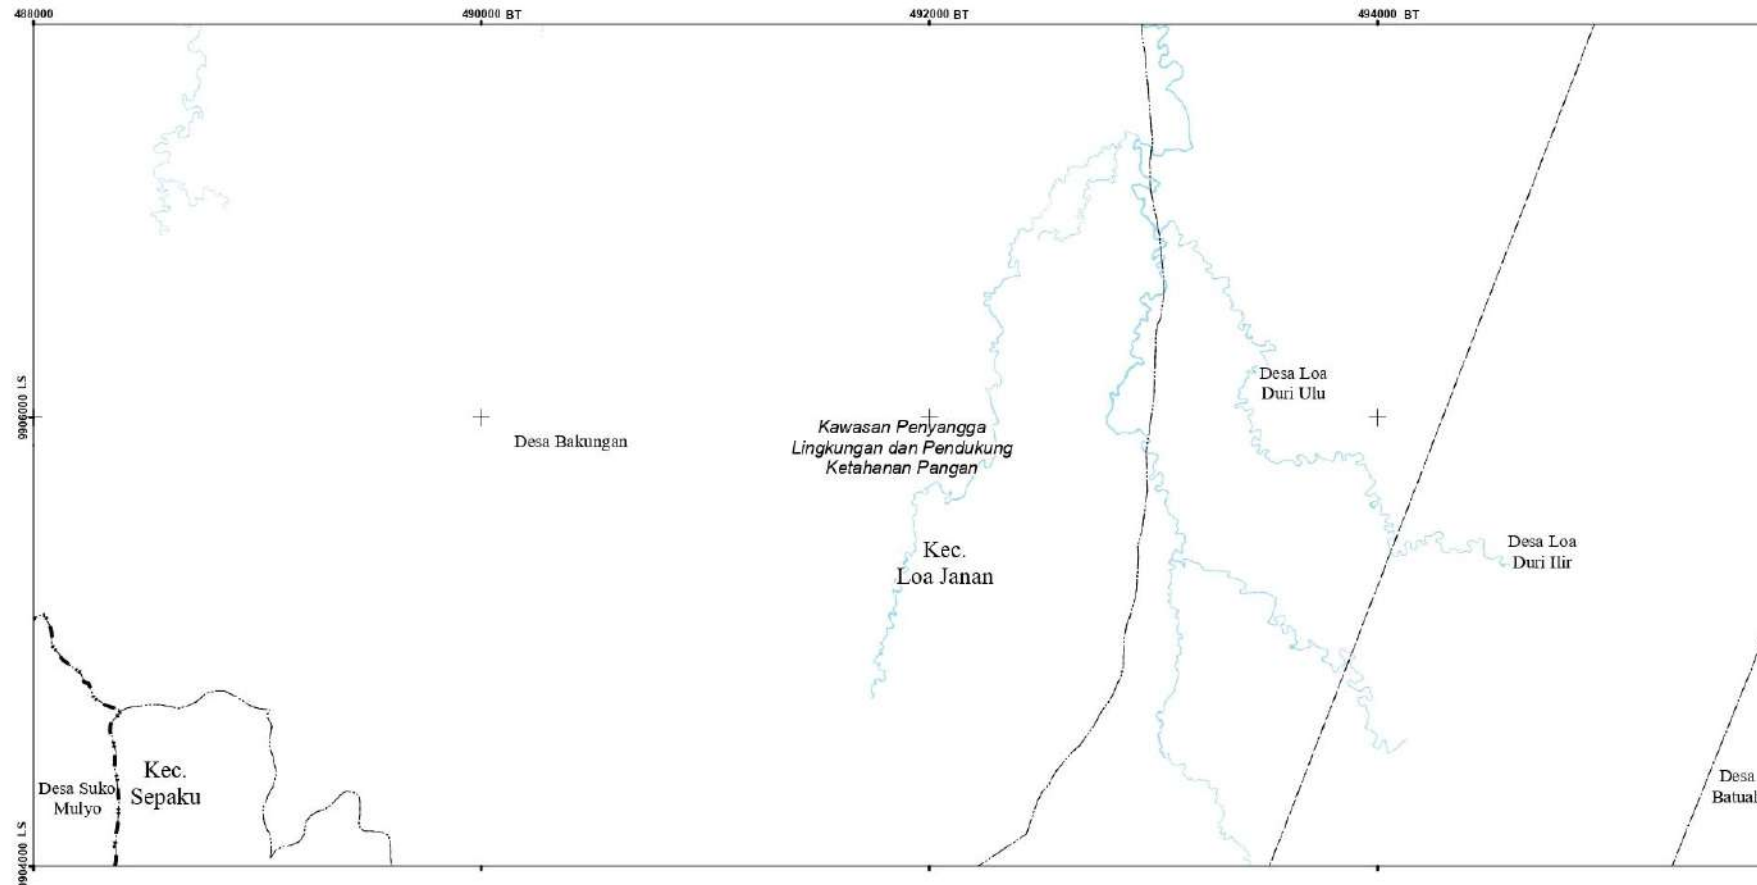 488000
490000 BT
492000 BT
494000 BT
9906000 LS
Desa Loa
Duri Ulu
Kawasan Penyangga
Lingkungan dan Pendukung
Ketahanan Pangan
Desa Bakungan
Kec.
Loa Janan
Desa Loa
Duri Ilir
Kec.
Sepaku
Desa Suko
Mulyo
Desa
Batuah
9904000 LS